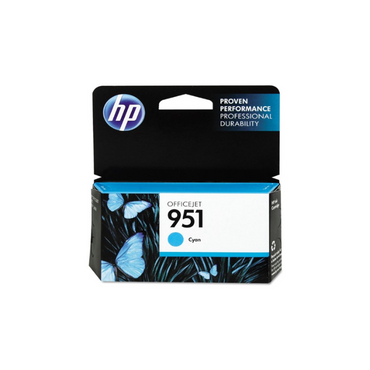 hp
PROVEN
PERFORMANCE
PROFESSIONAL
DURABILITY
OFFICEJET
951
Cyan